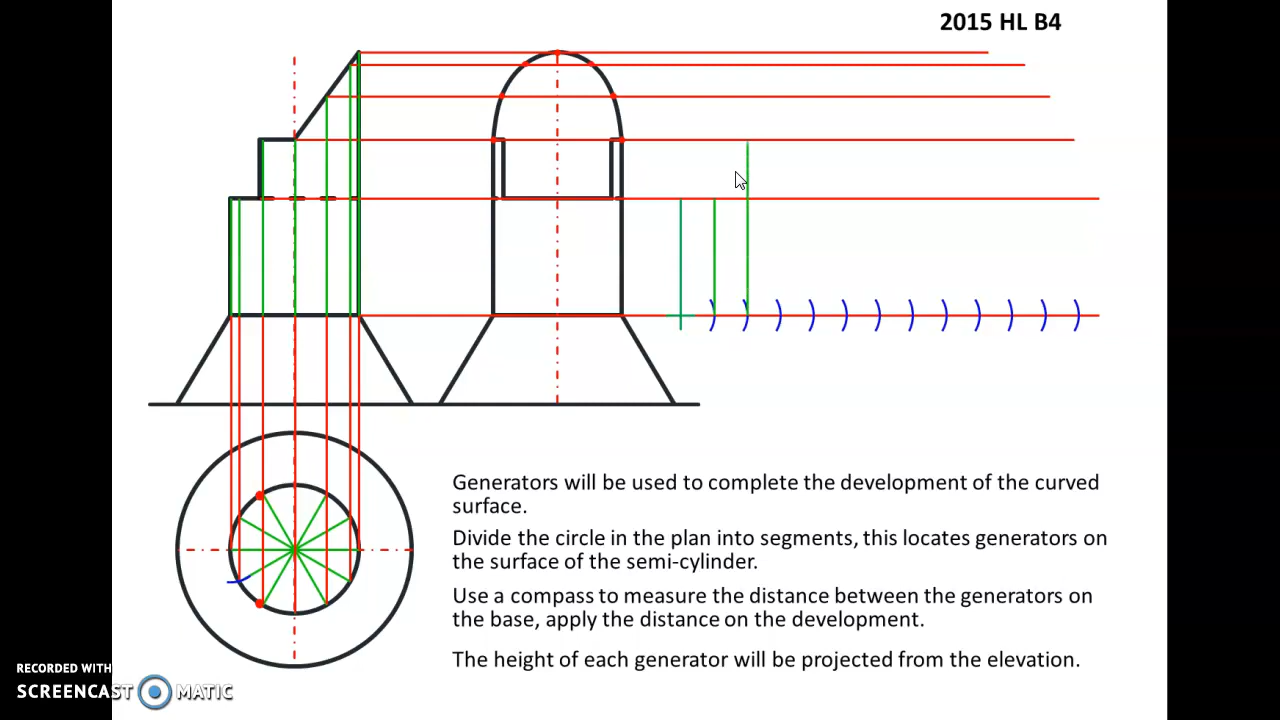 2015 HL B4
Generators will be used to complete the development of the curved
surface.
Divide the circle in the plan into segments, this locates generators on
the surface of the semi-cylinder.
Use a compass to measure the distance between the generators on
the base, apply the distance on the development.
The height of each generator will be projected from the elevation.
RECORDED WITH
SCREENCAST MATIC